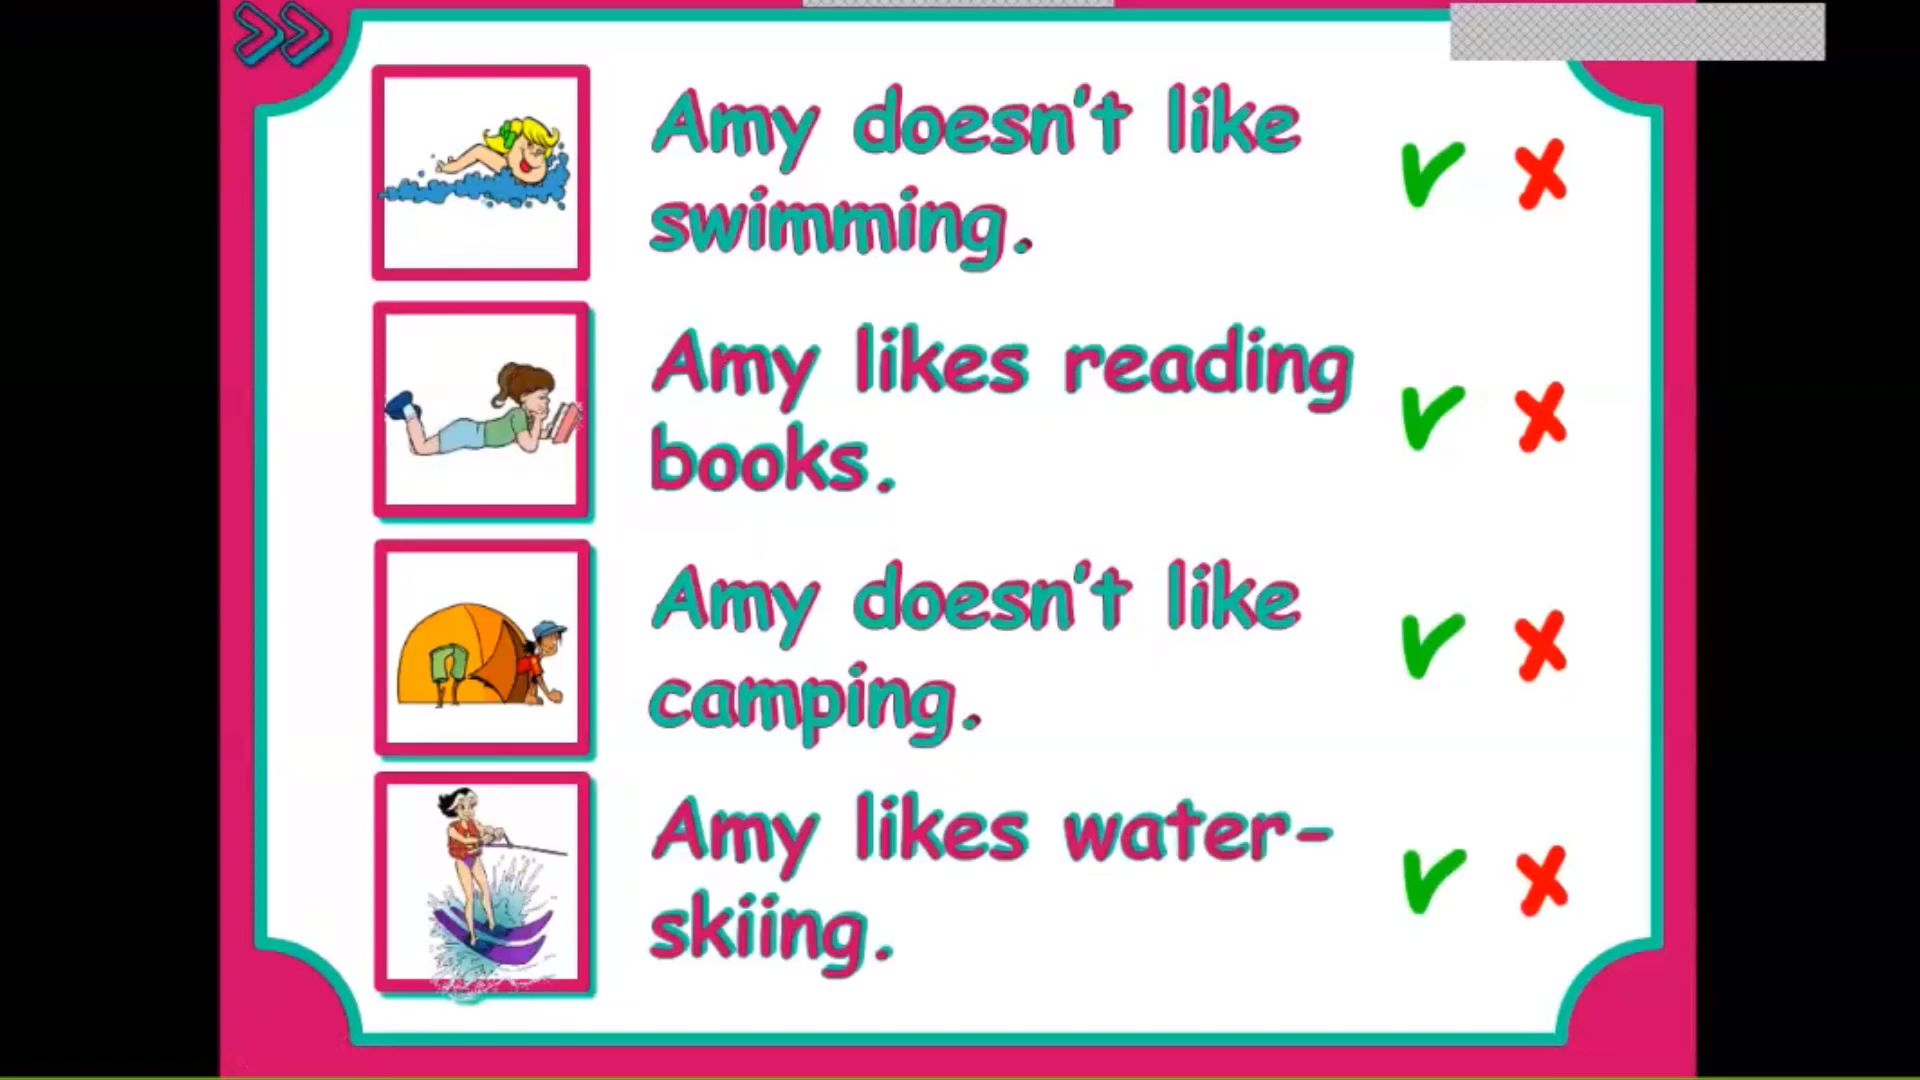 Amy doesn't like
swimming.
Amy likes reading
books.
Amy doesn't like
camping.
Amy likes water-
skiing.